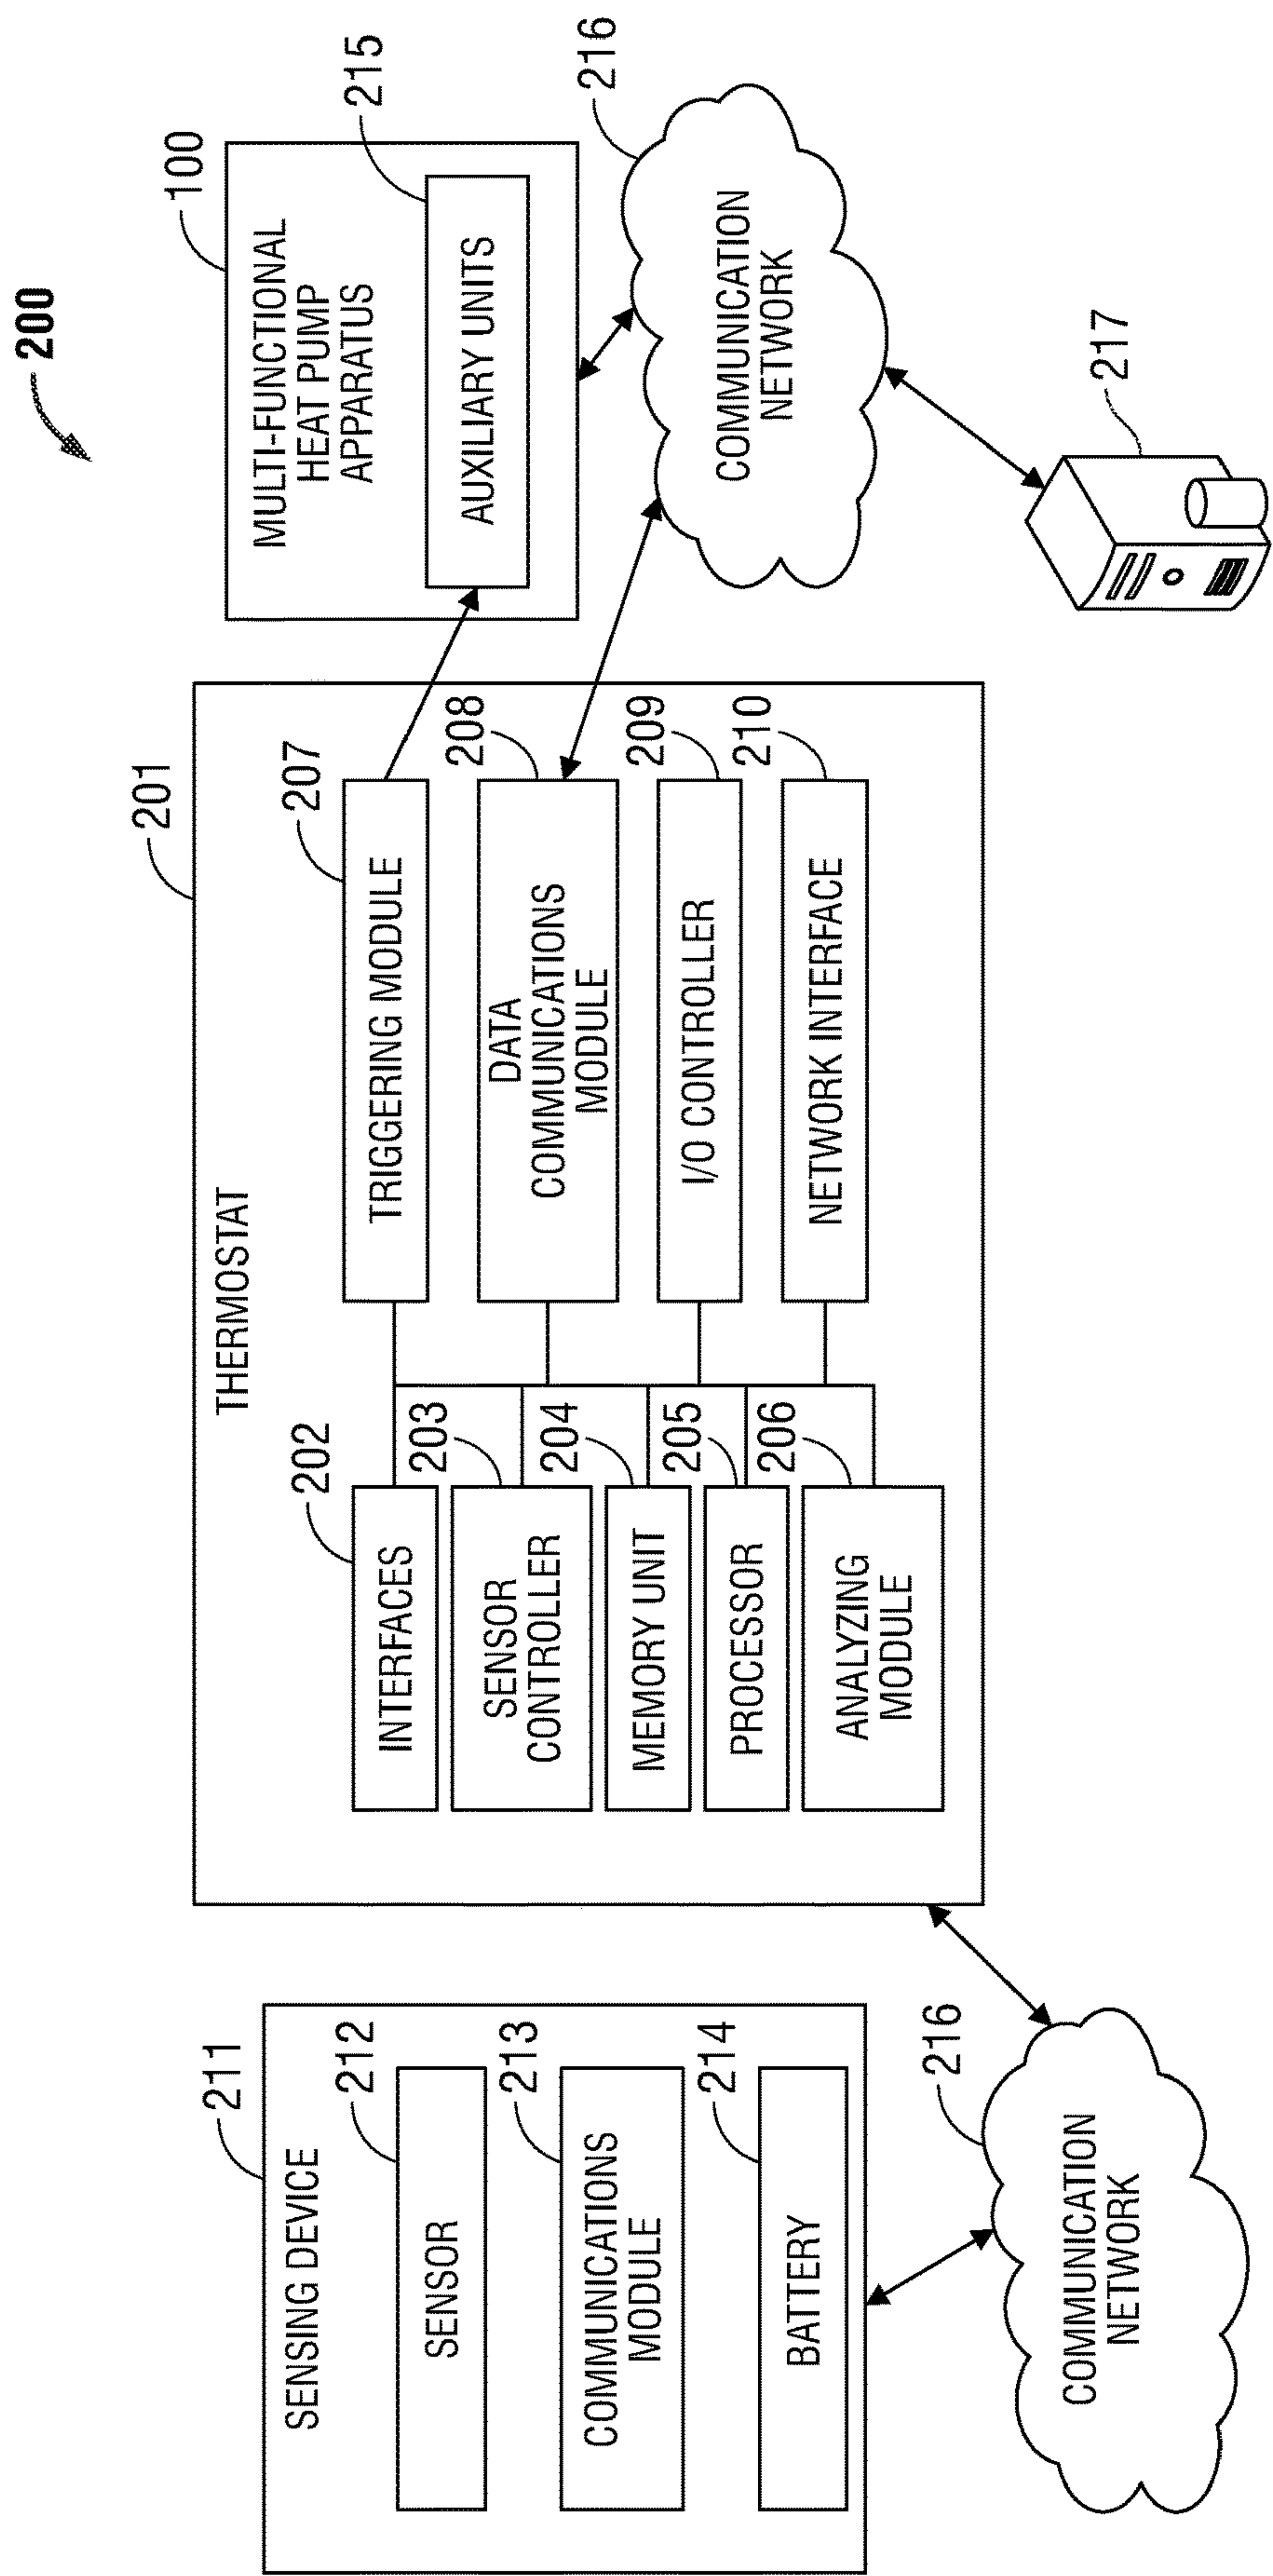 200
211
SENSING DEVICE
212
SENSOR
213
COMMUNICATIONS
MODULE
214
BATTERY
216
COMMUNICATION
NETWORK
201
THERMOSTAT
202
INTERFACES
203
SENSOR
CONTROLLER
204
MEMORY UNIT
205
PROCESSOR
206
ANALYZING
MODULE
207
TRIGGERING MODULE
208
DATA
COMMUNICATIONS
MODULE
209
I/O CONTROLLER
210
NETWORK INTERFACE
100
MULTI-FUNCTIONAL
HEAT PUMP
APPARATUS
215
AUXILIARY UNITS
216
COMMUNICATION
NETWORK
217